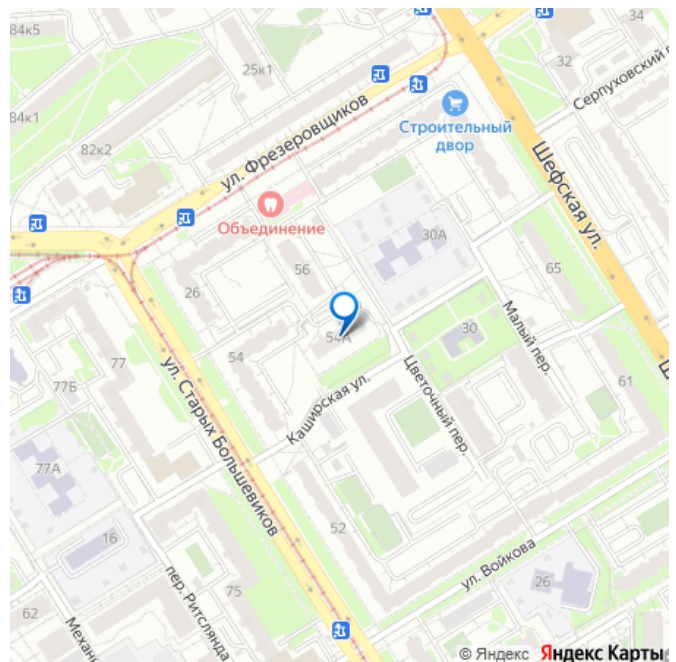 84к5
25к1
32
84к1
82к2
ул. Фрезеровщиков
Строительный
двор
Серпуховский п
Шефская ул.
Объединение
30А
56
65
26
54А
30
Малый пер.
77
54
77Б
ул. Старых Большевиков
Каширская ул.
Цветочный пер.
61
Ш
77А
16
52
ул. Войкова
26
пер. Ритслянда
75
62
Механи
© Яндекс Яндекс Карты